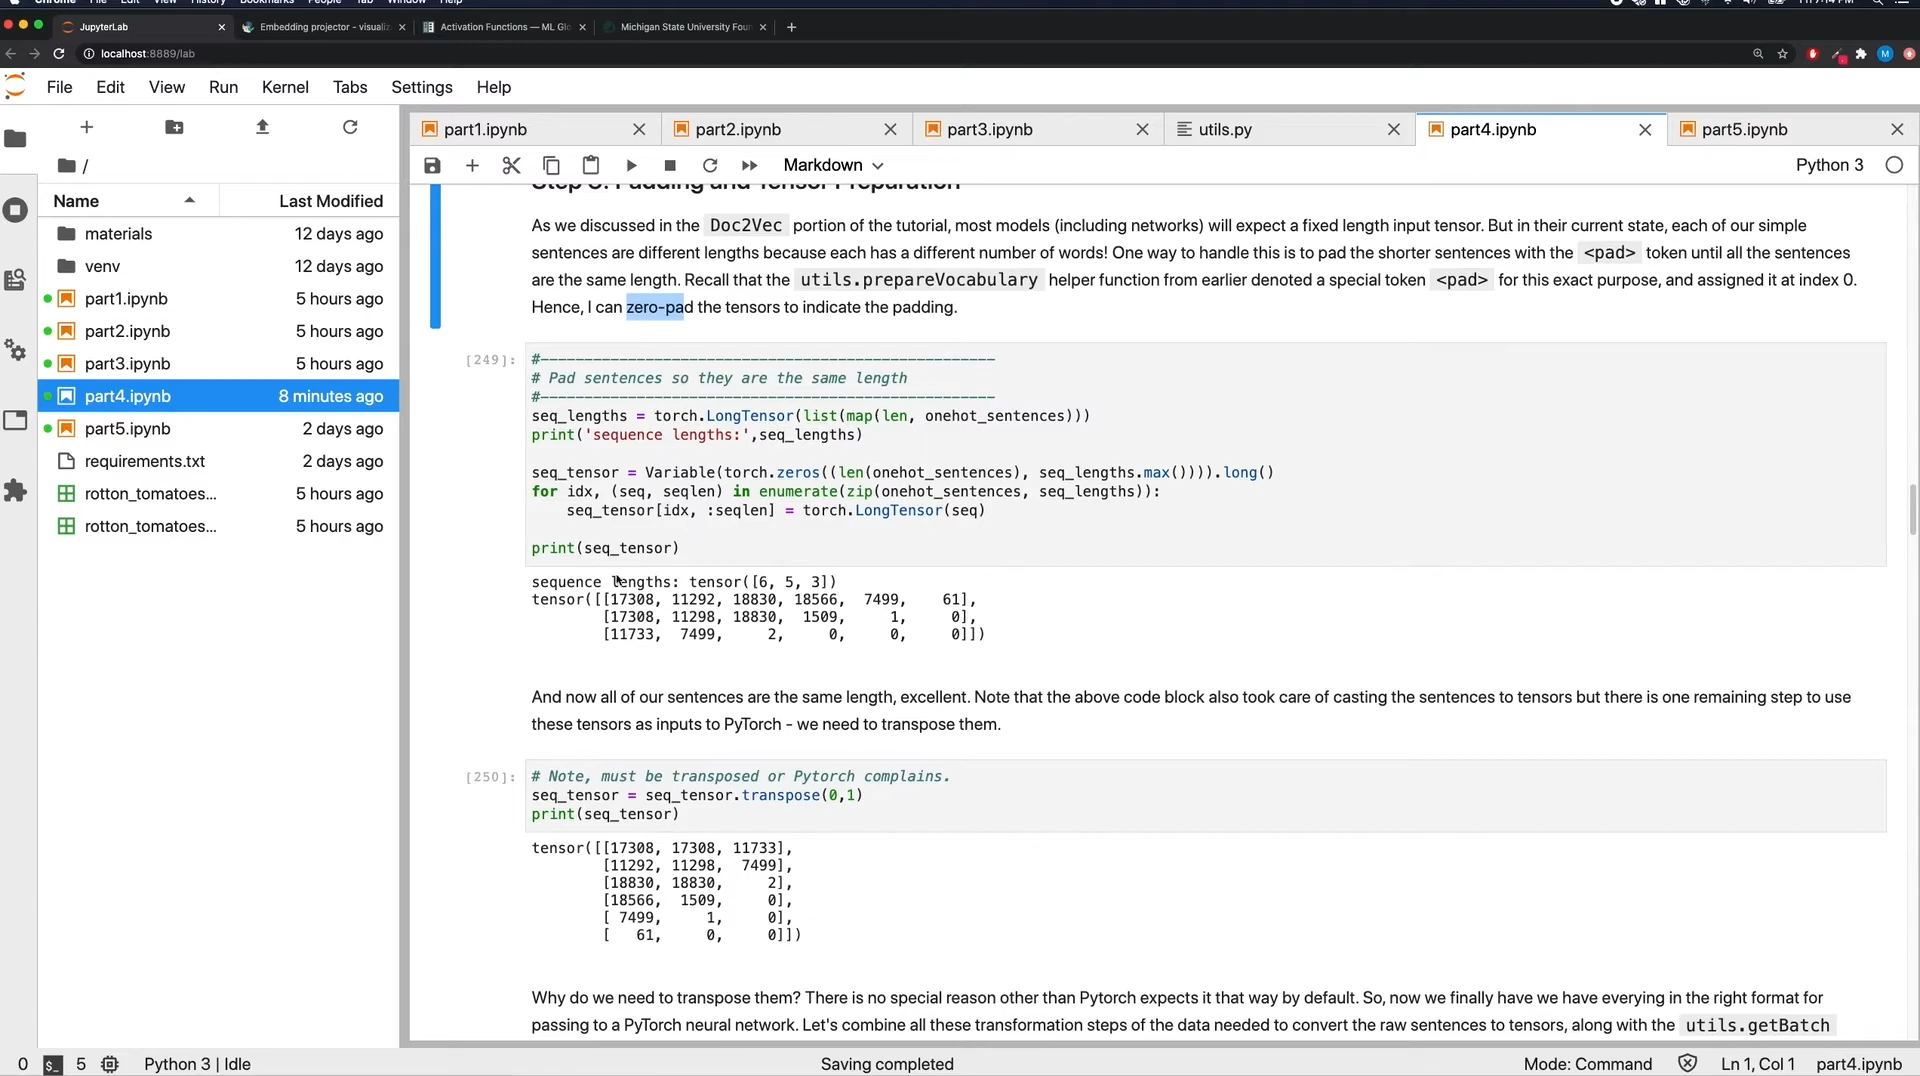 Chrome File Edit View History Bookmarks People Tab Window Help
JupyterLab
Embedding projector - visualiz
Activation Functions — ML Glo
Michigan State University Foun
localhost:8889/lab
M
File Edit View Run Kernel Tabs Settings Help
part1.ipynb
part2.ipynb
part3.ipynb
utils.py
part4.ipynb
part5.ipynb
Markdown
Python 3
/
Name Last Modified
materials 12 days ago
venv 12 days ago
part1.ipynb 5 hours ago
part2.ipynb 5 hours ago
part3.ipynb 5 hours ago
part4.ipynb 8 minutes ago
part5.ipynb 2 days ago
requirements.txt 2 days ago
rotton_tomatoes... 5 hours ago
rotton_tomatoes... 5 hours ago
Padding and Tensor Preparation
As we discussed in the Doc2Vec portion of the tutorial, most models (including networks) will expect a fixed length input tensor. But in their current state, each of our simple
sentences are different lengths because each has a different number of words! One way to handle this is to pad the shorter sentences with the <pad> token until all the sentences
are the same length. Recall that the utils.prepareVocabulary helper function from earlier denoted a special token <pad> for this exact purpose, and assigned it at index 0.
Hence, I can zero-pad the tensors to indicate the padding.
[249]:
#----------------------------------------------------
# Pad sentences so they are the same length
#----------------------------------------------------
seq_lengths = torch.LongTensor(list(map(len, onehot_sentences)))
print('sequence lengths:',seq_lengths)
seq_tensor = Variable(torch.zeros((len(onehot_sentences), seq_lengths.max()))).long()
for idx, (seq, seqlen) in enumerate(zip(onehot_sentences, seq_lengths)):
    seq_tensor[idx, :seqlen] = torch.LongTensor(seq)
print(seq_tensor)
sequence lengths: tensor([6, 5, 3])
tensor([[17308, 11292, 18830, 18566,  7499,    61],
        [17308, 11298, 18830,  1509,     1,     0],
        [11733,  7499,     2,     0,     0,     0]])
And now all of our sentences are the same length, excellent. Note that the above code block also took care of casting the sentences to tensors but there is one remaining step to use
these tensors as inputs to PyTorch - we need to transpose them.
[250]:
# Note, must be transposed or Pytorch complains.
seq_tensor = seq_tensor.transpose(0,1)
print(seq_tensor)
tensor([[17308, 17308, 11733],
        [11292, 11298,  7499],
        [18830, 18830,     2],
        [18566,  1509,     0],
        [ 7499,     1,     0],
        [   61,     0,     0]])
Why do we need to transpose them? There is no special reason other than Pytorch expects it that way by default. So, now we finally have we have everying in the right format for
passing to a PyTorch neural network. Let's combine all these transformation steps of the data needed to convert the raw sentences to tensors, along with the utils.getBatch
0 5 Python 3 | Idle
Saving completed
Mode: Command
Ln 1, Col 1
part4.ipynb